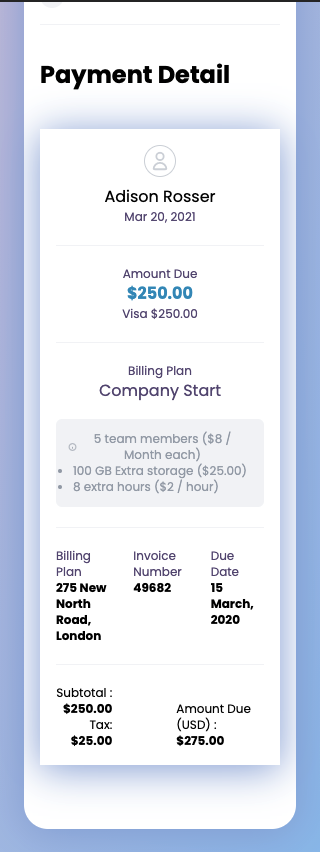 Payment Detail
Adison Rosser
Mar 20, 2021
Amount Due
$250.00
Visa $250.00
Billing Plan
Company Start
5 team members ($8 /
Month each)
100 GB Extra storage ($25.00)
8 extra hours ($2 / hour)
Billing
Plan
275 New
North
Road,
London
Invoice
Number
49682
Due
Date
15
March,
2020
Subtotal :
$250.00
Tax:
$25.00
Amount Due
(USD) :
$275.00